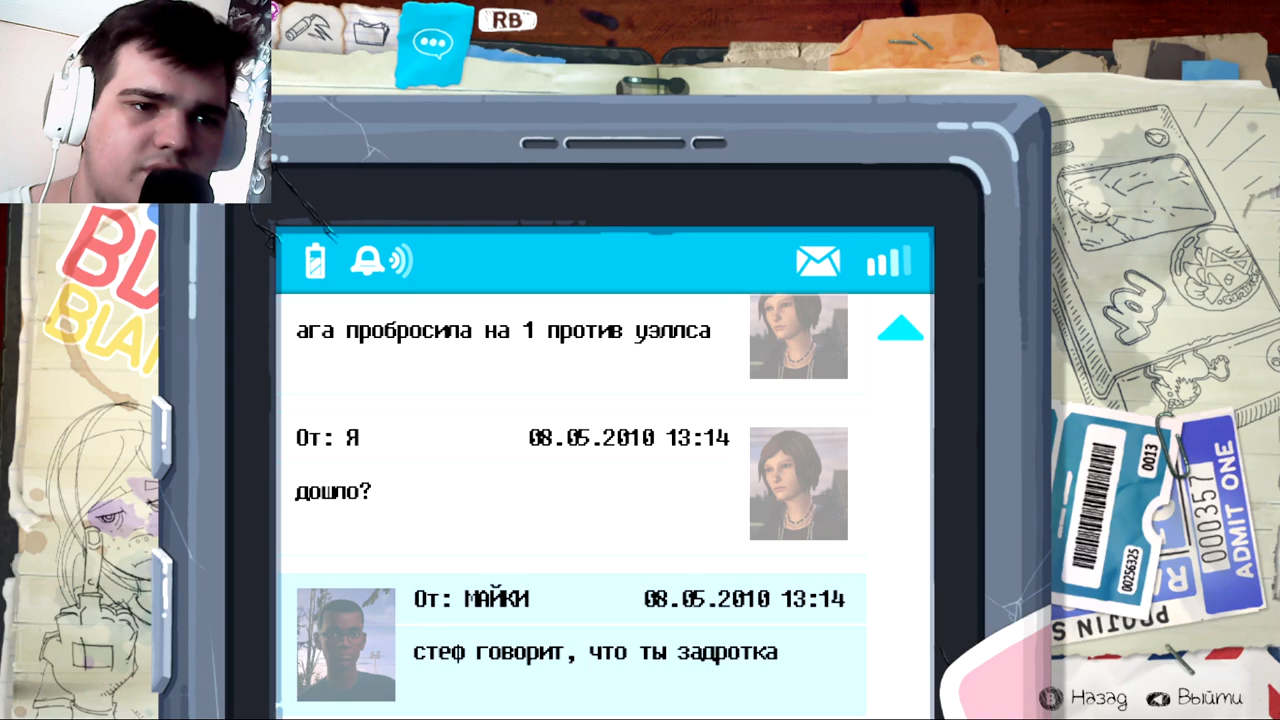 RB
ага пробросила на 1 против уэллса
От: Я 08.05.2010 13:14
дошло?
От: МАЙКИ 08.05.2010 13:14
стеф говорит, что ты задротка
0013
00256325
000357
ADMIT ONE
Назад
Выйти